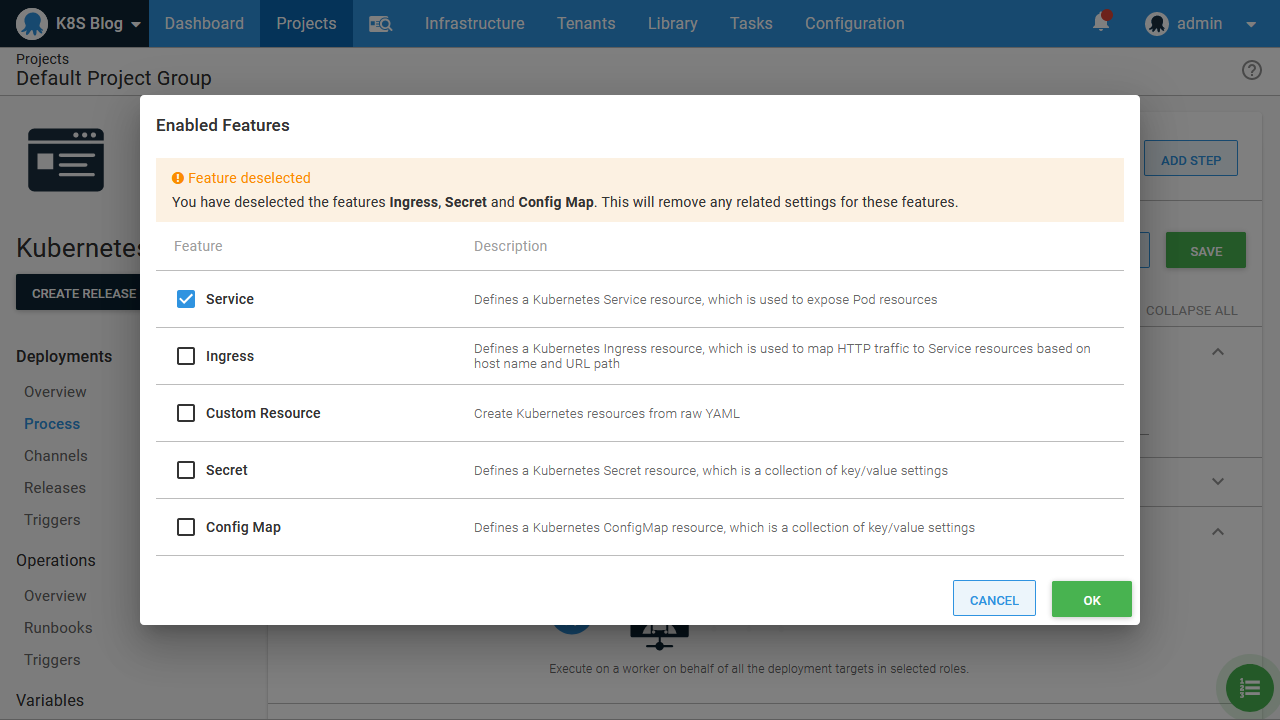 K8S Blog
Dashboard
Projects
Infrastructure
Tenants
Library
Tasks
Configuration
admin
Projects
Default Project Group
Enabled Features
Feature deselected
You have deselected the features Ingress, Secret and Config Map. This will remove any related settings for these features.
Feature
Description
Service
Defines a Kubernetes Service resource, which is used to expose Pod resources
Ingress
Defines a Kubernetes Ingress resource, which is used to map HTTP traffic to Service resources based on
host name and URL path
Custom Resource
Create Kubernetes resources from raw YAML
Secret
Defines a Kubernetes Secret resource, which is a collection of key/value settings
Config Map
Defines a Kubernetes ConfigMap resource, which is a collection of key/value settings
CANCEL
OK
ADD STEP
SAVE
COLLAPSE ALL
Kubernetes
CREATE RELEASE
Deployments
Overview
Process
Channels
Releases
Triggers
Operations
Overview
Runbooks
Triggers
Variables
Execute on a worker on behalf of all the deployment targets in selected roles.